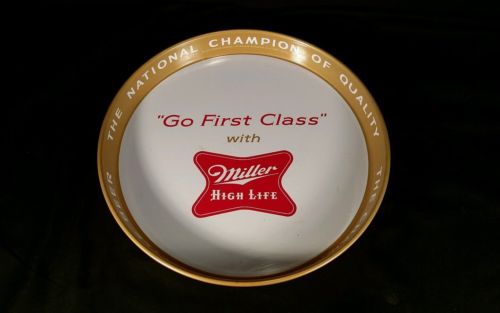 THE NATIONAL CHAMPION OF QUALITY
"Go First Class"
with
Miller
HIGH LIFE